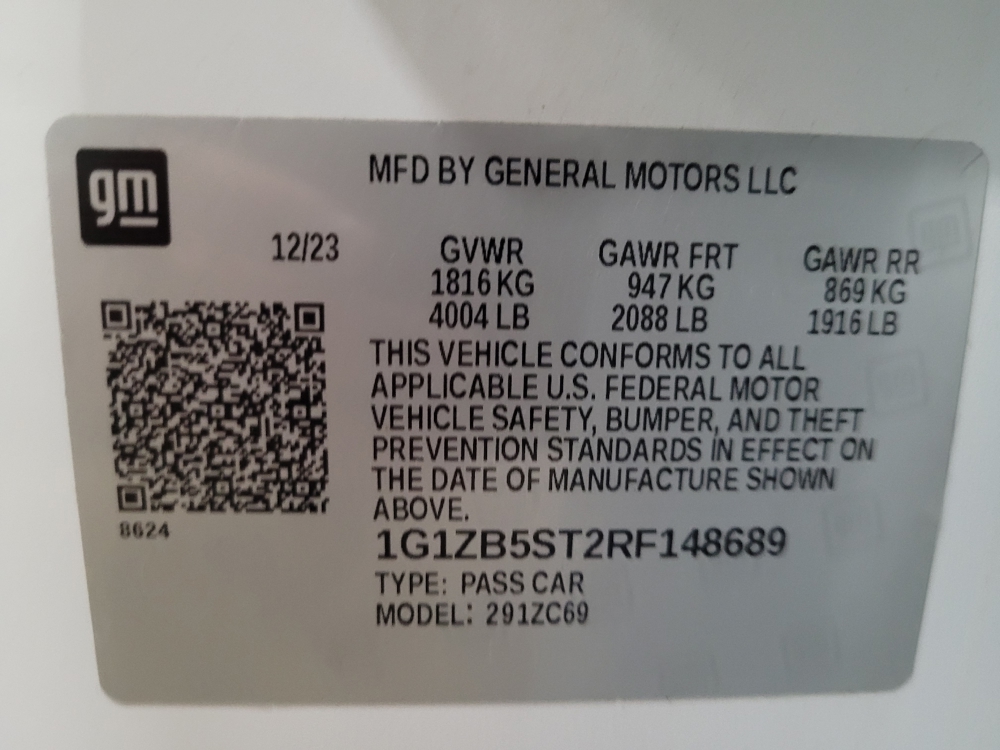 gm
MFD BY GENERAL MOTORS LLC
12/23 GVWR GAWR FRT GAWR RR
1816 KG 947 KG 869 KG
4004 LB 2088 LB 1916 LB
THIS VEHICLE CONFORMS TO ALL
APPLICABLE U.S. FEDERAL MOTOR
VEHICLE SAFETY, BUMPER, AND THEFT
PREVENTION STANDARDS IN EFFECT ON
THE DATE OF MANUFACTURE SHOWN
ABOVE.
8624
1G1ZB5ST2RF148689
TYPE: PASS CAR
MODEL: 291ZC69